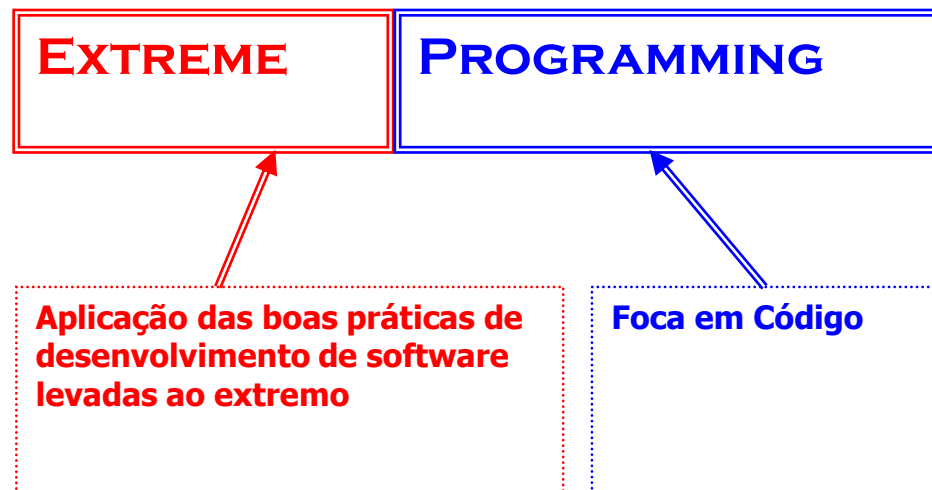 EXTREME PROGRAMMING
Aplicação das boas práticas de
desenvolvimento de software
levadas ao extremo
Foca em Código